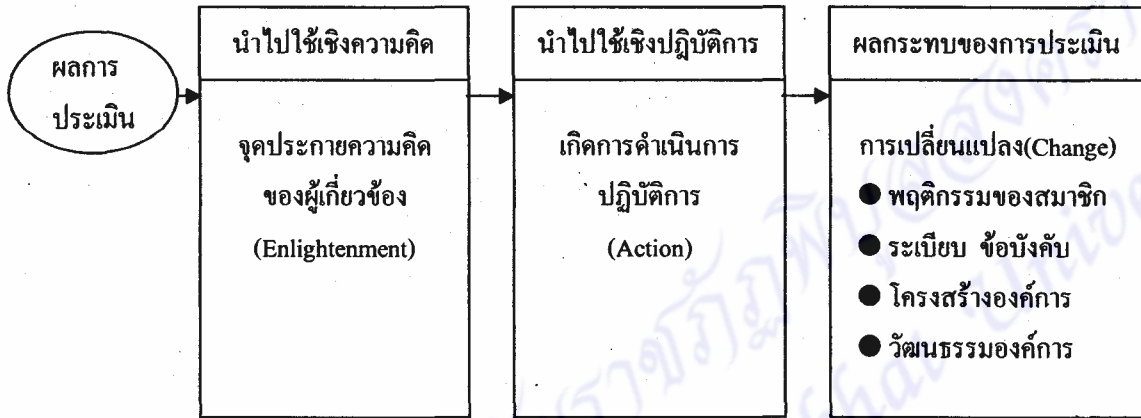 ผลการ
ประเมิน
นำไปใช้เชิงความคิด
จุดประกายความคิด
ของผู้เกี่ยวข้อง
(Enlightenment)
นำไปใช้เชิงปฏิบัติการ
เกิดการดำเนินการ
ปฏิบัติการ
(Action)
ผลกระทบของการประเมิน
การเปลี่ยนแปลง(Change)
● พฤติกรรมของสมาชิก
● ระเบียบ ข้อบังคับ
● โครงสร้างองค์การ
● วัฒนธรรมองค์การ